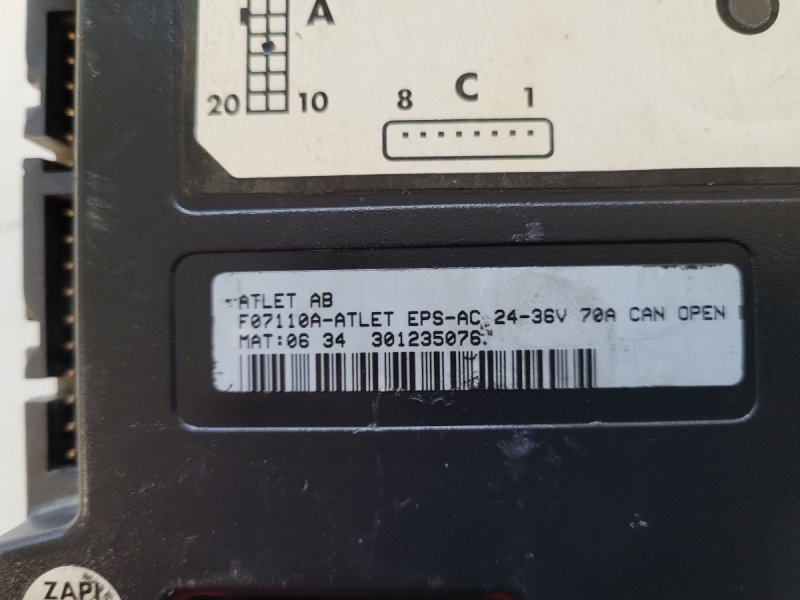 A
20 10
8 C 1
ATLET AB
F07110A-ATLET EPS-AC 24-36V 70A CAN OPEN
MAT:06 34 301235076
ZAPI